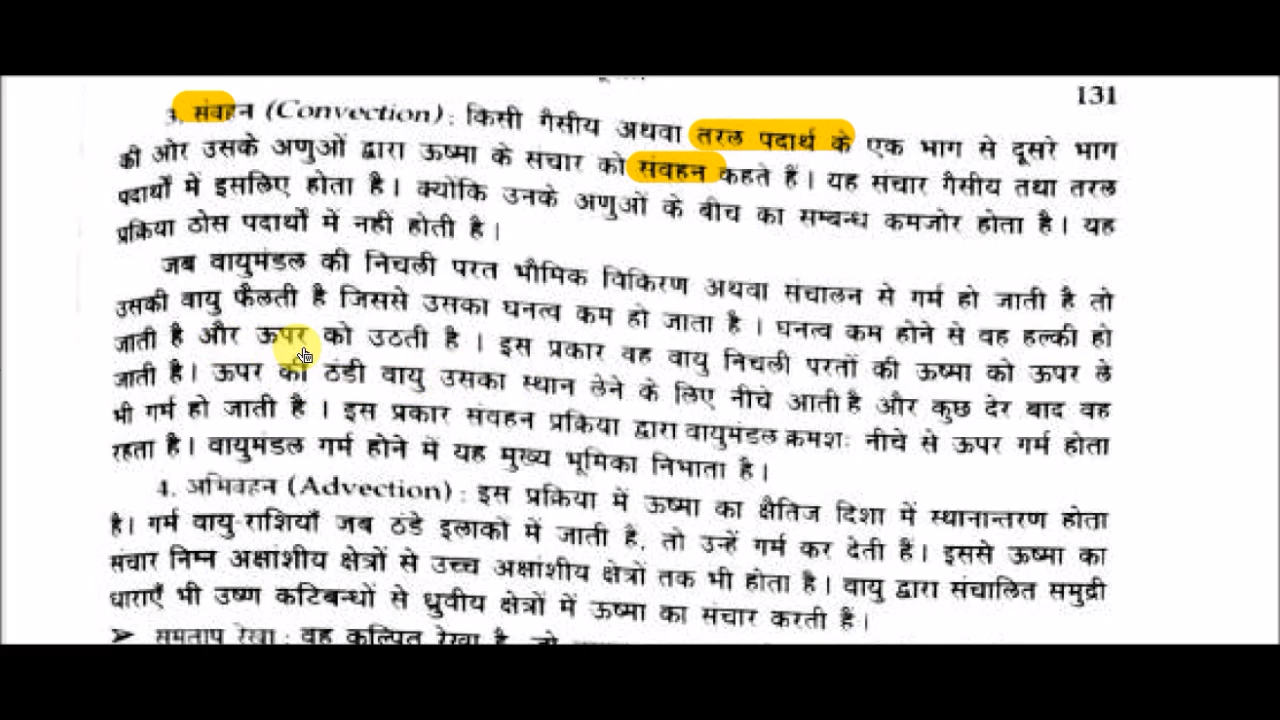 131
3. संवहन (Convection) : किसी गैसीय अथवा तरल पदार्थ के एक भाग से दूसरे भाग
की ओर उसके अणुओं द्वारा ऊष्मा के संचार को संवहन कहते हैं। यह संचार गैसीय तथा तरल
पदार्थों में इसलिए होता है। क्योंकि उनके अणुओं के बीच का सम्बन्ध कमजोर होता है। यह
प्रक्रिया ठोस पदार्थों में नहीं होती है।
जब वायुमंडल की निचली परत भौमिक विकिरण अथवा संचालन से गर्म हो जाती है तो
उसकी वायु फैलती है जिससे उसका घनत्व कम हो जाता है। घनत्व कम होने से वह हल्की हो
जाती है और ऊपर को उठती है। इस प्रकार वह वायु निचली परतों की ऊष्मा को ऊपर ले
जाती है। ऊपर की ठंडी वायु उसका स्थान लेने के लिए नीचे आती है और कुछ देर बाद वह
भी गर्म हो जाती है। इस प्रकार संवहन प्रक्रिया द्वारा वायुमंडल क्रमशः नीचे से ऊपर गर्म होता
रहता है। वायुमंडल गर्म होने में यह मुख्य भूमिका निभाता है।
4. अभिवहन (Advection) : इस प्रक्रिया में ऊष्मा का क्षैतिज दिशा में स्थानान्तरण होता
है। गर्म वायु-राशियाँ जब ठंडे इलाकों में जाती है, तो उन्हें गर्म कर देती हैं। इससे ऊष्मा का
संचार निम्न अक्षांशीय क्षेत्रों से उच्च अक्षांशीय क्षेत्रों तक भी होता है। वायु द्वारा संचालित समुद्री
धाराएँ भी उष्ण कटिबन्धों से ध्रुवीय क्षेत्रों में ऊष्मा का संचार करती हैं।
➤ समताप रेखा : वह कल्पित रेखा है, जो